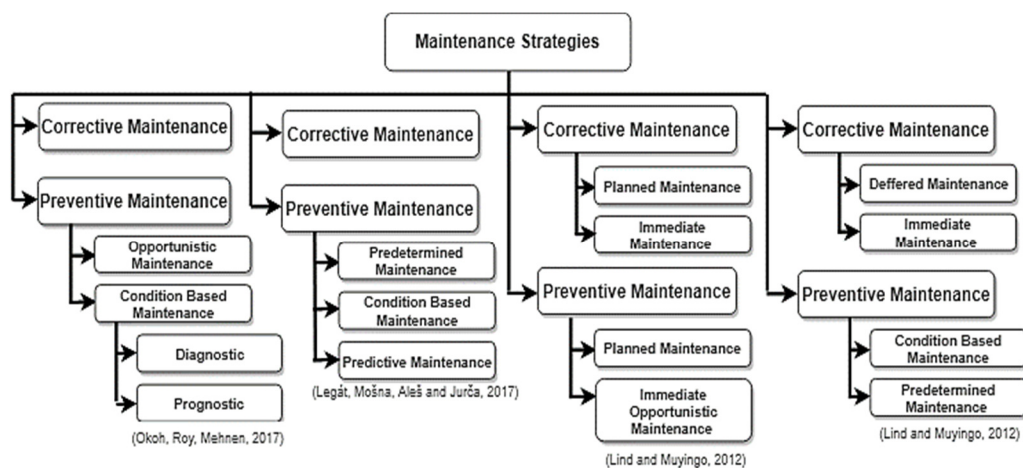 Maintenance Strategies
Corrective Maintenance
Preventive Maintenance
Opportunistic
Maintenance
Condition Based
Maintenance
Diagnostic
Prognostic
(Okoh, Roy, Mehnen, 2017)
Corrective Maintenance
Preventive Maintenance
Predetermined
Maintenance
Condition Based
Maintenance
Predictive Maintenance
(Legát, Mošna, Aleš and Jurča, 2017)
Corrective Maintenance
Planned Maintenance
Immediate
Maintenance
Preventive Maintenance
Planned Maintenance
Immediate
Opportunistic
Maintenance
(Lind and Muyingo, 2012)
Corrective Maintenance
Deffered Maintenance
Immediate
Maintenance
Preventive Maintenance
Condition Based
Maintenance
Predetermined
Maintenance
(Lind and Muyingo, 2012)